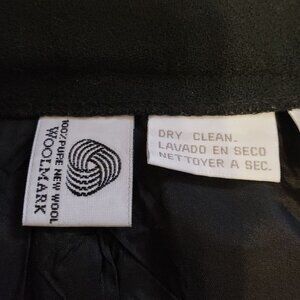 100% PURE NEW WOOL
WOOLMARK
DRY CLEAN.
LAVADO EN SECO
NETTOYER A SEC.